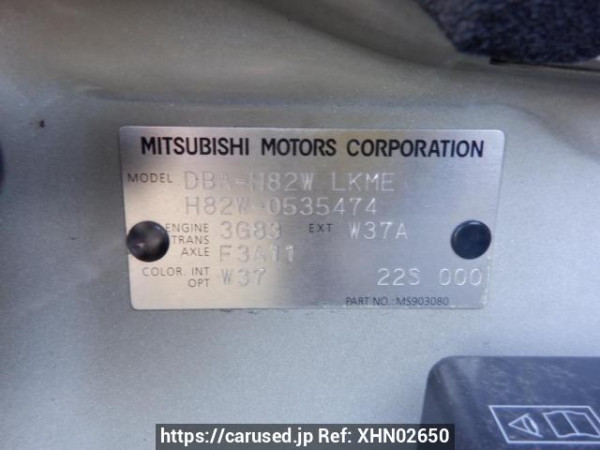 MITSUBISHI MOTORS CORPORATION
MODEL DBA-H82W LKME
H82W-0535474
ENGINE 3G83 EXT W37A
TRANS AXLE F3A11
COLOR. INT OPT W37 22S 000
PART NO.: MS903080
https://carused.jp Ref: XHN02650